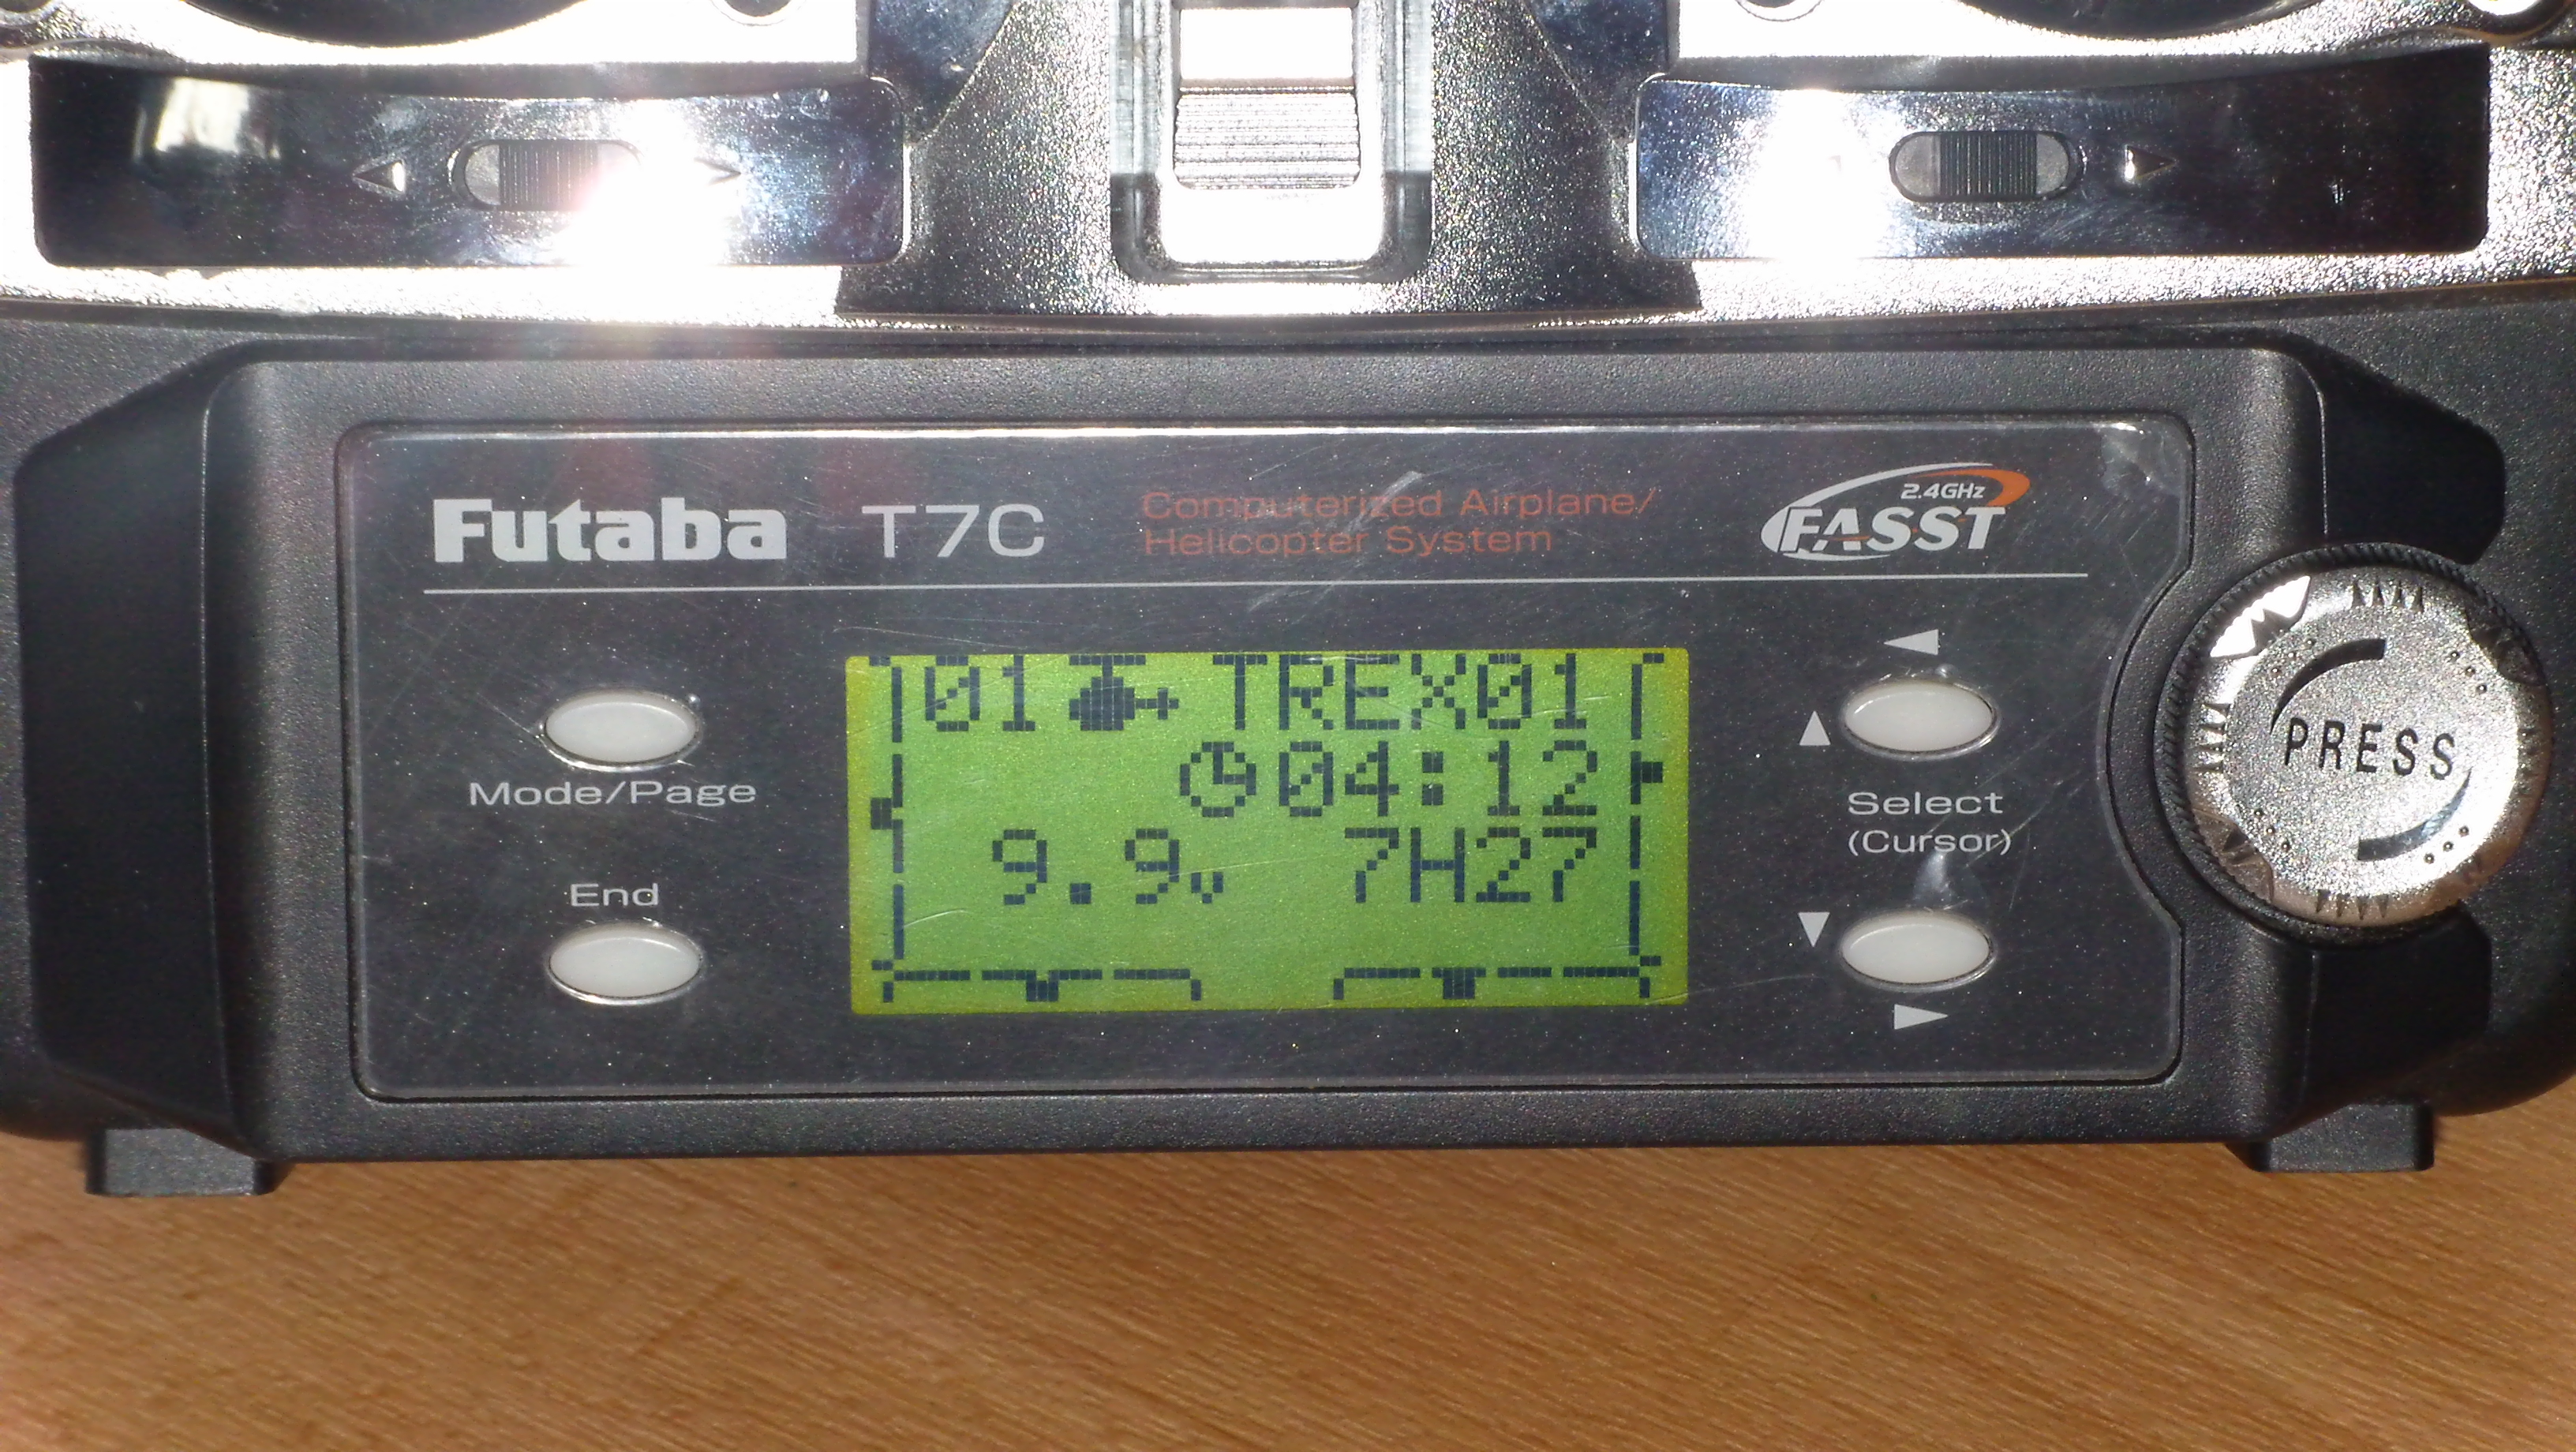 Futaba T7C Computerized Airplane/
Helicopter System
2.4GHz
FASST
01 TREX01
04:12
9.9v 7H27
Mode/Page
End
Select
(Cursor)
PRESS